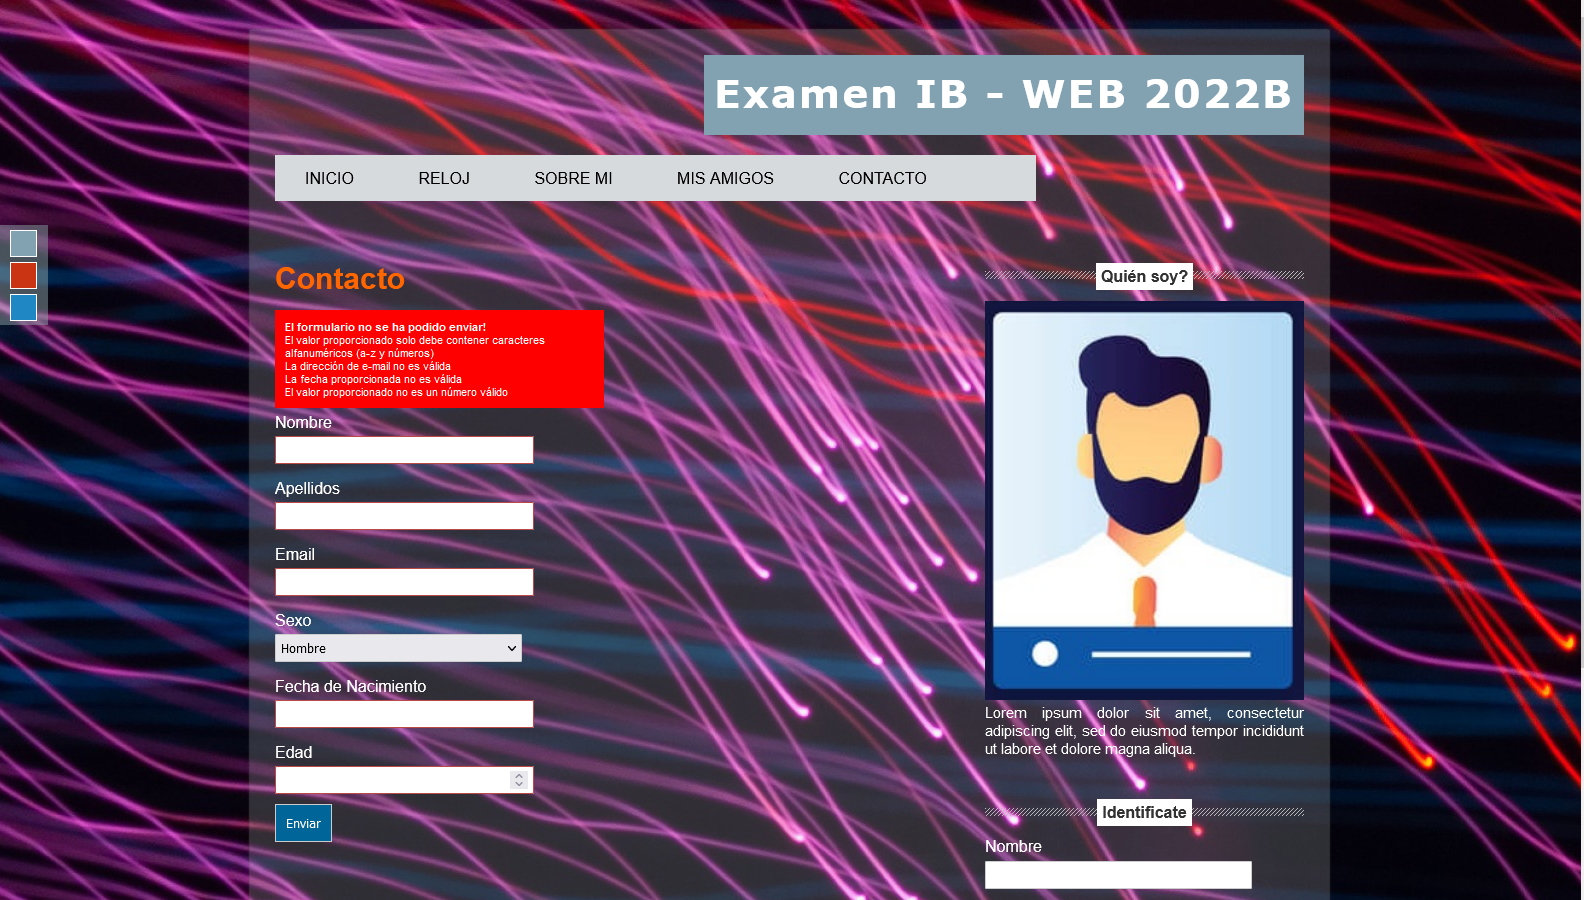 Examen IB - WEB 2022B
INICIO RELOJ SOBRE MI MIS AMIGOS CONTACTO
Contacto
El formulario no se ha podido enviar!
El valor proporcionado solo debe contener caracteres
alfanuméricos (a-z y números)
La dirección de e-mail no es válida
La fecha proporcionada no es válida
El valor proporcionado no es un número válido
Nombre
Apellidos
Email
Sexo
Hombre
Fecha de Nacimiento
Edad
Enviar
Quién soy?
Lorem ipsum dolor sit amet, consectetur
adipiscing elit, sed do eiusmod tempor incididunt
ut labore et dolore magna aliqua.
Identificate
Nombre